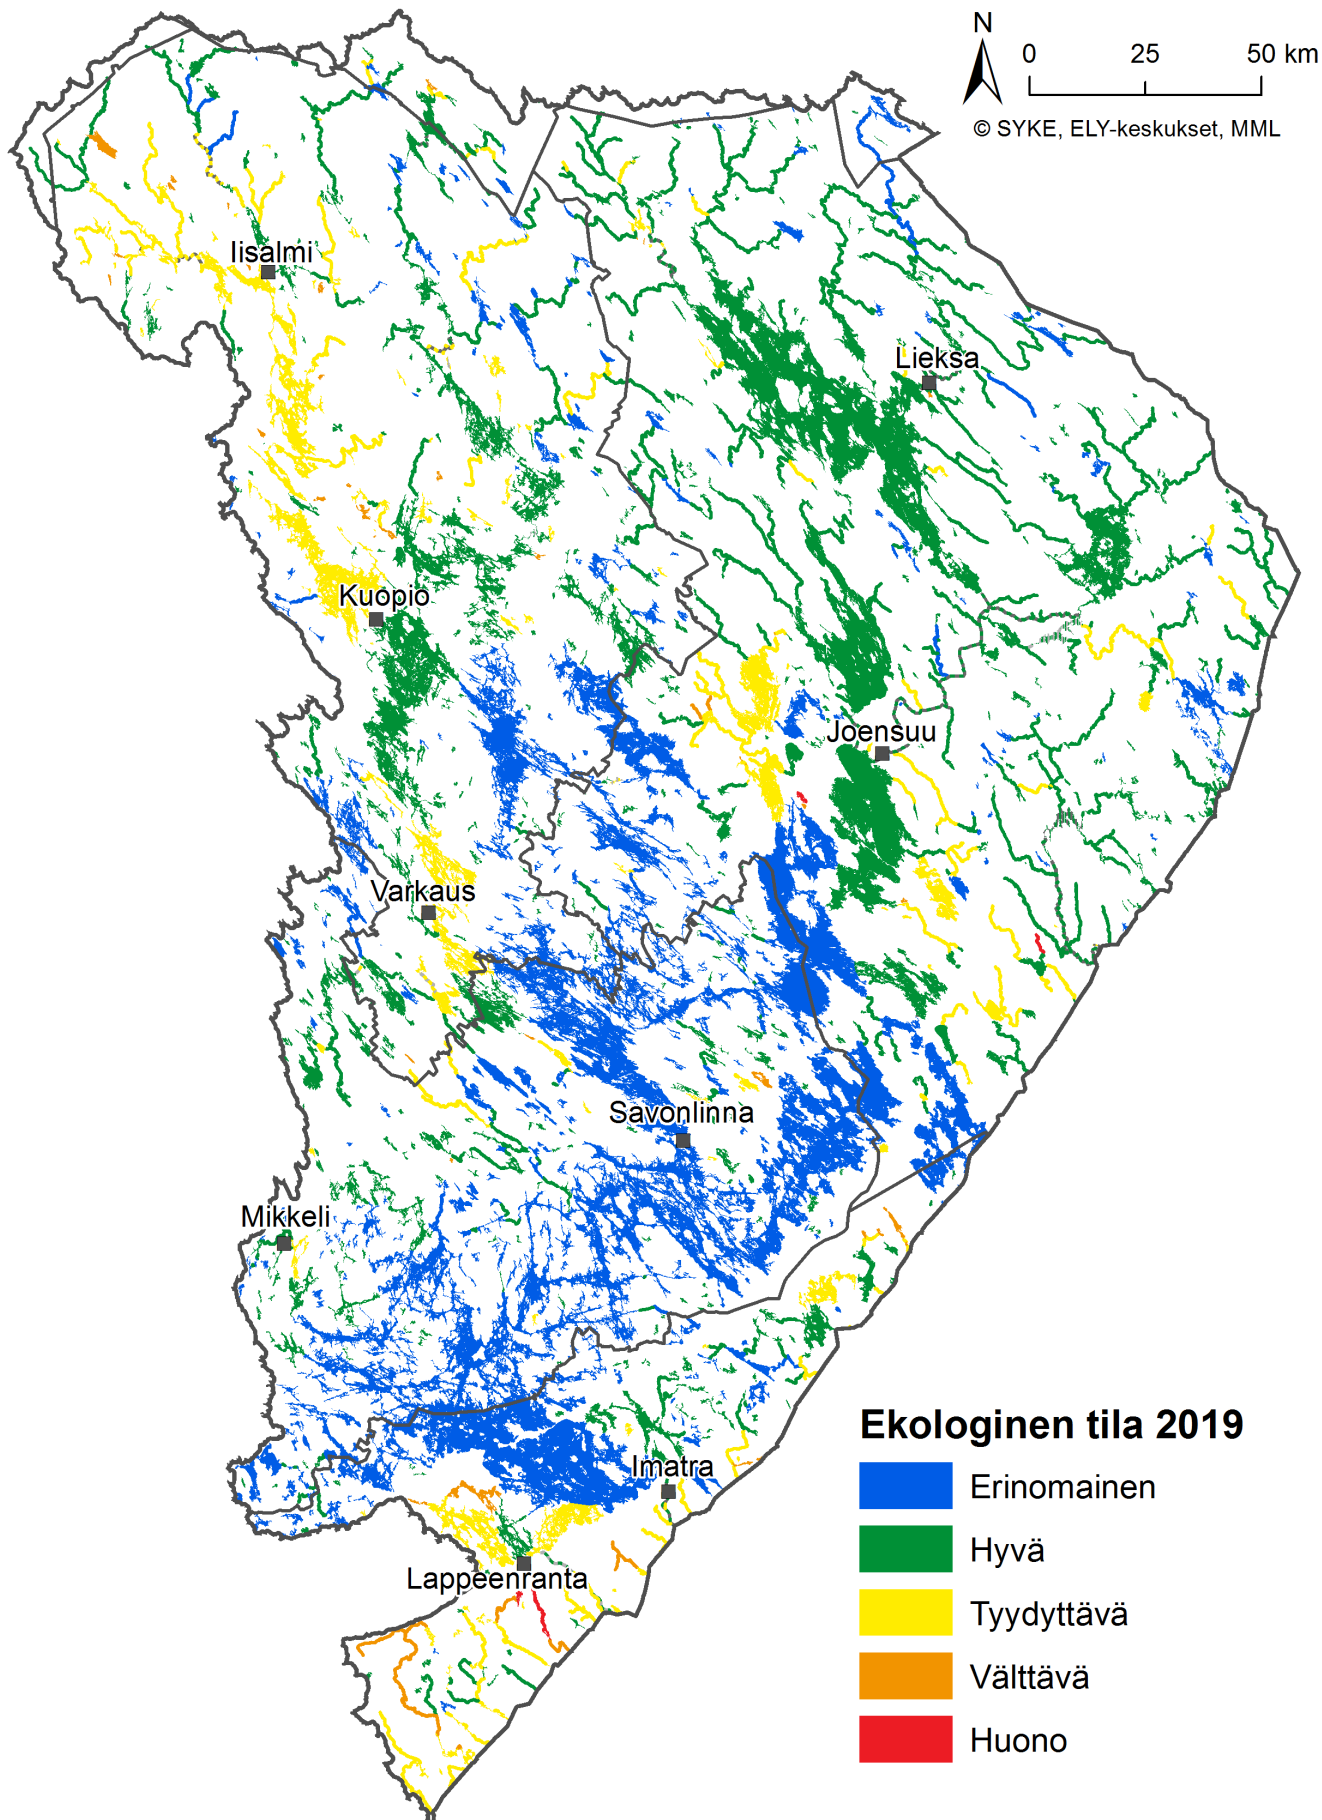 N
0 25 50 km
© SYKE, ELY-keskukset, MML
Iisalmi
Lieksa
Kuopio
Joensuu
Varkaus
Savonlinna
Mikkeli
Imatra
Lappeenranta
Ekologinen tila 2019
Erinomainen
Hyvä
Tyydyttävä
Välttävä
Huono